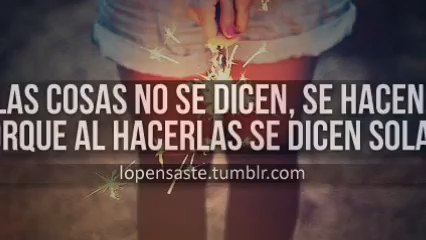 LAS COSAS NO SE DICEN, SE HACEN
ORQUE AL HACERLAS SE DICEN SOLA
lopensaste.tumblr.com